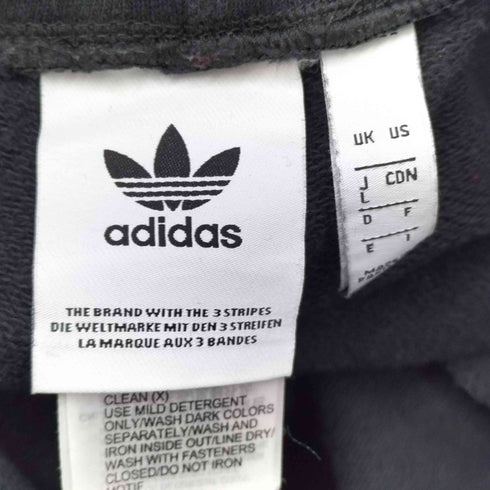 adidas
THE BRAND WITH THE 3 STRIPES
DIE WELTMARKE MIT DEN 3 STREIFEN
LA MARQUE AUX 3 BANDES
UK US
J CDN
L
D F
E I
CLEAN (X)
USE MILD DETERGENT
ONLY/WASH DARK COLORS
SEPARATELY/WASH AND
IRON INSIDE OUT/LINE DRY/
WASH WITH FASTENERS
CLOSED/DO NOT IRON
MOTIF